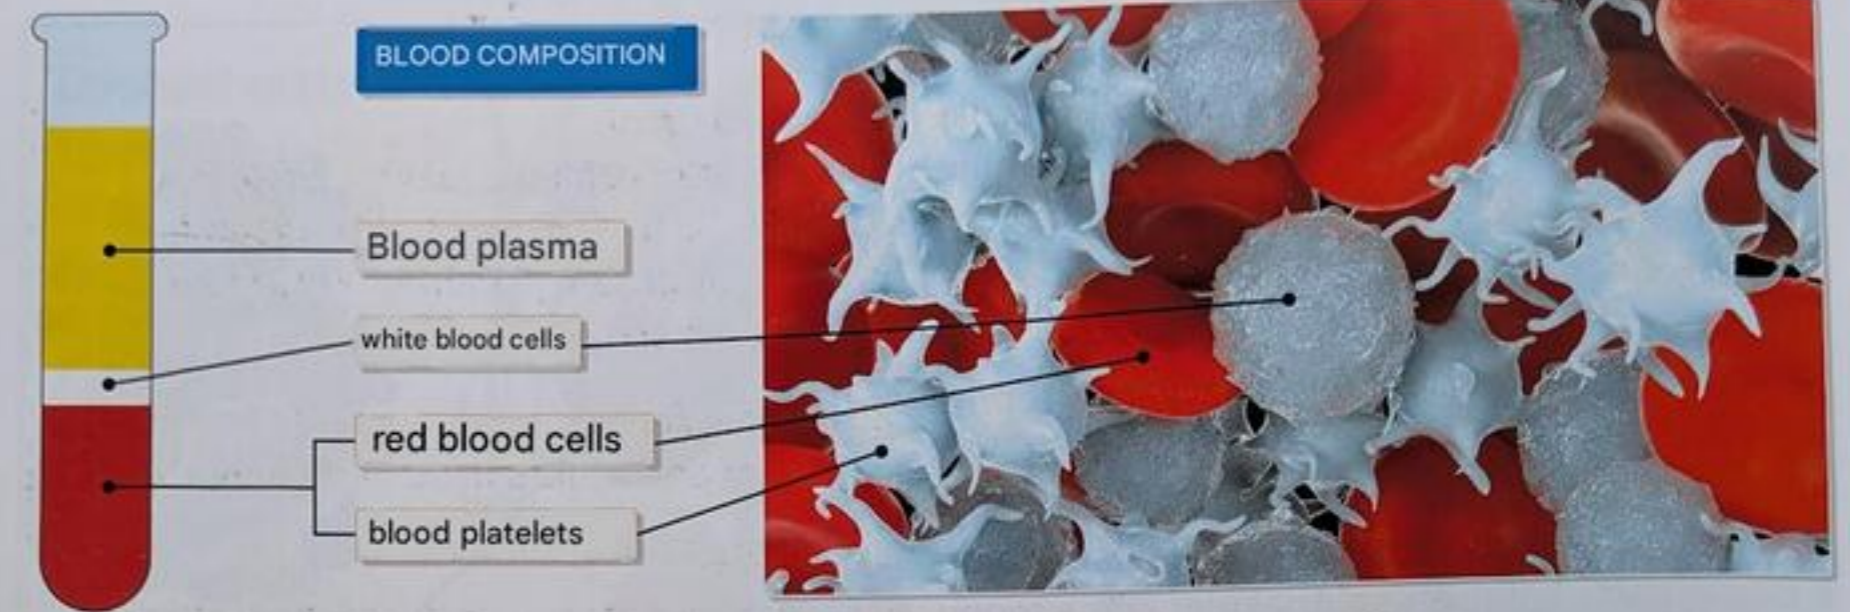 BLOOD COMPOSITION
Blood plasma
white blood cells
red blood cells
blood platelets